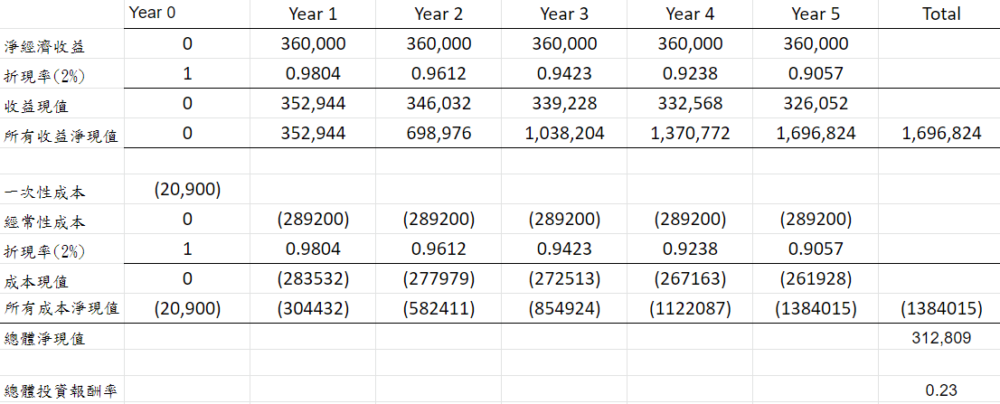 Year 0 Year 1 Year 2 Year 3 Year 4 Year 5 Total
淨經濟收益 0 360,000 360,000 360,000 360,000 360,000
折現率(2%) 1 0.9804 0.9612 0.9423 0.9238 0.9057
收益現值 0 352,944 346,032 339,228 332,568 326,052
所有收益淨現值 0 352,944 698,976 1,038,204 1,370,772 1,696,824 1,696,824
一次性成本 (20,900)
經常性成本 0 (289200) (289200) (289200) (289200) (289200)
折現率(2%) 1 0.9804 0.9612 0.9423 0.9238 0.9057
成本現值 0 (283532) (277979) (272513) (267163) (261928)
所有成本淨現值 (20,900) (304432) (582411) (854924) (1122087) (1384015) (1384015)
總體淨現值 312,809
總體投資報酬率 0.23